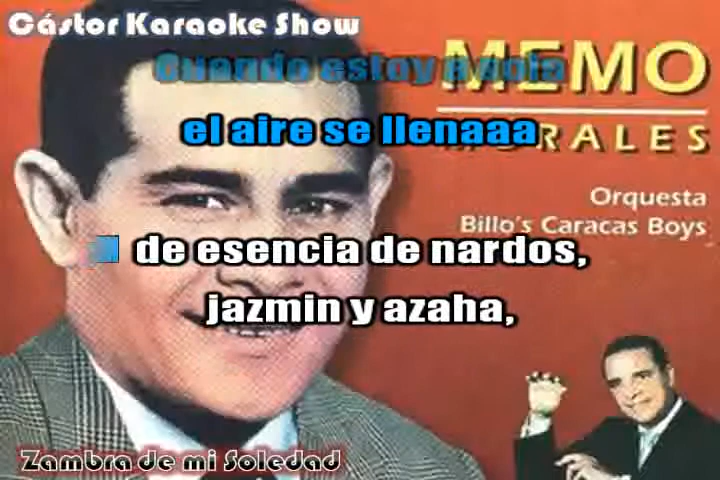 Cástor Karaoke Show
Cuando estoy a sola
MEMO
el aire se llenaaa
MORALES
Orquesta
Billo's Caracas Boys
de esencia de nardos,
jazmin y azaha,
Zambra de mi Soledad